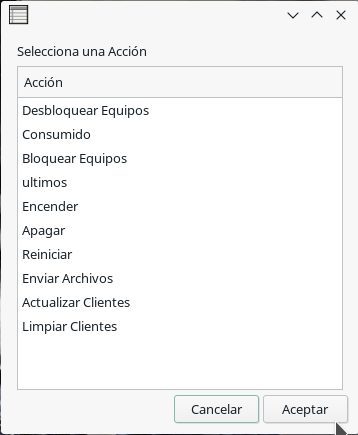 Selecciona una Acción
Acción
Desbloquear Equipos
Consumido
Bloquear Equipos
ultimos
Encender
Apagar
Reiniciar
Enviar Archivos
Actualizar Clientes
Limpiar Clientes
Cancelar
Aceptar